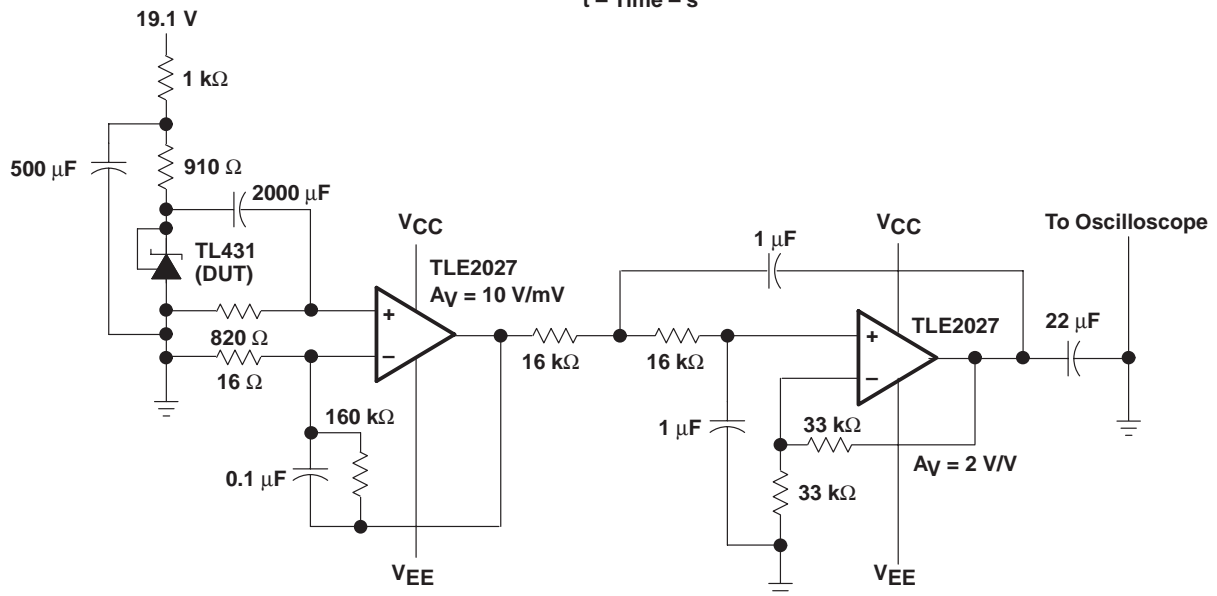 t – Time – s
19.1 V
1 kΩ
500 μF
910 Ω
2000 μF
TL431
(DUT)
820 Ω
16 Ω
160 kΩ
0.1 μF
VCC
TLE2027
AV = 10 V/mV
VEE
16 kΩ
16 kΩ
1 μF
1 μF
VCC
TLE2027
33 kΩ
AV = 2 V/V
33 kΩ
VEE
22 μF
To Oscilloscope